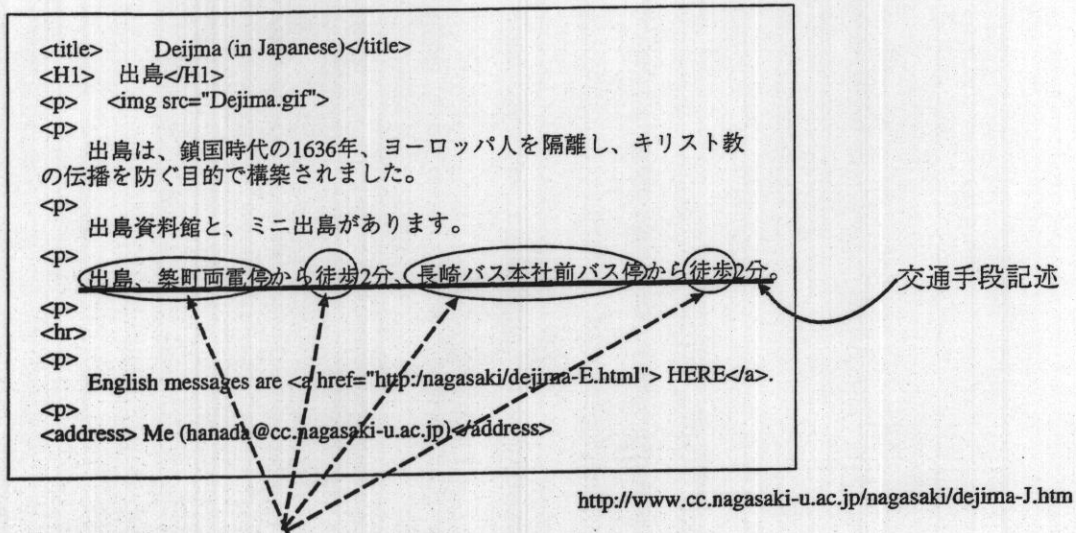 <title>　Deijma (in Japanese)</title>
<H1>　出島</H1>
<p>　<img src="Dejima.gif">
<p>
出島は、鎖国時代の1636年、ヨーロッパ人を隔離し、キリスト教
の伝播を防ぐ目的で構築されました。
<p>
出島資料館と、ミニ出島があります。
<p>
出島、築町両電停から徒歩2分、長崎バス本社前バス停から徒歩2分。
交通手段記述
<p>
<hr>
<p>
English messages are <a href="http:/nagasaki/dejima-E.html"> HERE</a>.
<p>
<address> Me (hanada@cc.nagasaki-u.ac.jp)</address>
http://www.cc.nagasaki-u.ac.jp/nagasaki/dejima-J.htm